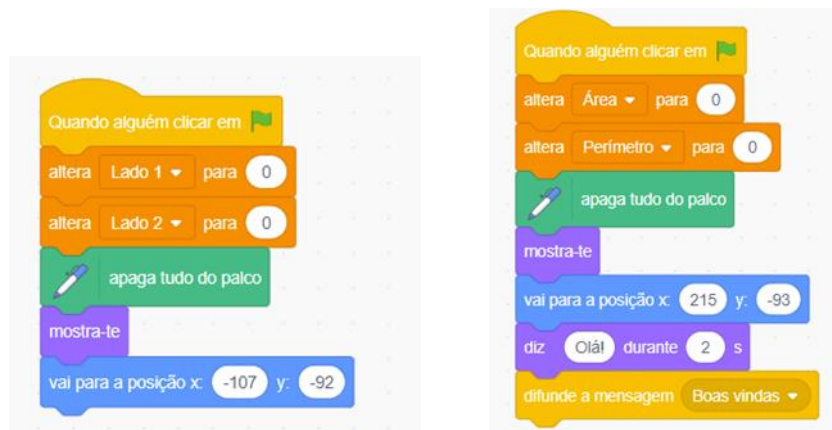 Quando alguém clicar em
altera Lado 1 para 0
altera Lado 2 para 0
apaga tudo do palco
mostra-te
vai para a posição x: -107 y: -92
Quando alguém clicar em
altera Área para 0
altera Perímetro para 0
apaga tudo do palco
mostra-te
vai para a posição x: 215 y: -93
diz Olá! durante 2 s
difunde a mensagem Boas vindas